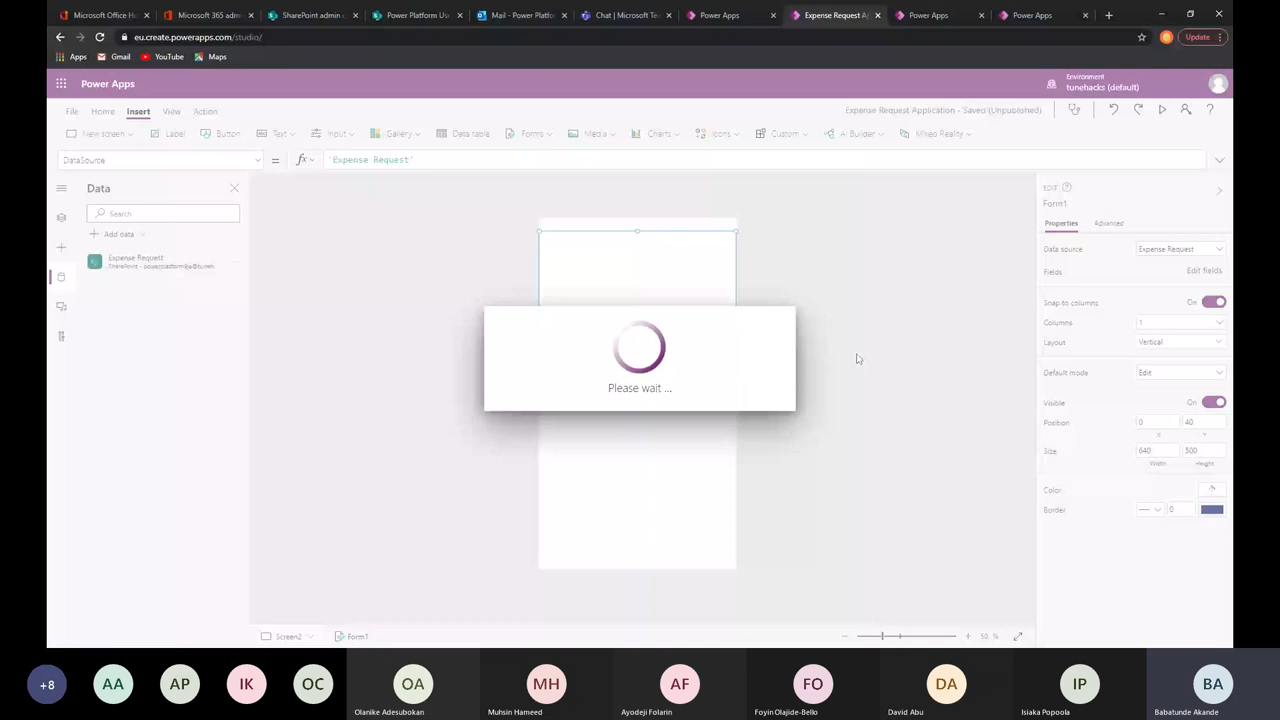 Microsoft Office Ho
Microsoft 365 adm
SharePoint admin c
Power Platform Us
Mail - Power Platfo
Chat | Microsoft Te
Power Apps
Expense Request A
Power Apps
Power Apps
eu.create.powerapps.com/studio/
Update
Apps
Gmail
YouTube
Maps
Power Apps
Environment
tunehacks (default)
File
Home
Insert
View
Action
Expense Request Application - Saved (Unpublished)
New screen
Label
Button
Text
Input
Gallery
Data table
Forms
Media
Charts
Icons
Custom
AI Builder
Mixed Reality
DataSource
=
fx
'Expense Request'
Data
Search
Add data
Expense Request
EDIT
Form1
Properties
Advanced
Data source
Expense Request
Fields
Edit fields
Snap to columns
On
Columns
1
Layout
Vertical
Default mode
Edit
Visible
On
Position
0
40
X
Y
Size
640
500
Width
Height
Color
Border
0
Please wait ...
Screen2
Form1
50 %
+8
AA
AP
IK
OC
OA
MH
AF
FO
DA
IP
BA
Olanike Adesubokan
Muhsin Hameed
Ayodeji Folarin
Foyin Olajide-Bello
David Abu
Isiaka Popoola
Babatunde Akande